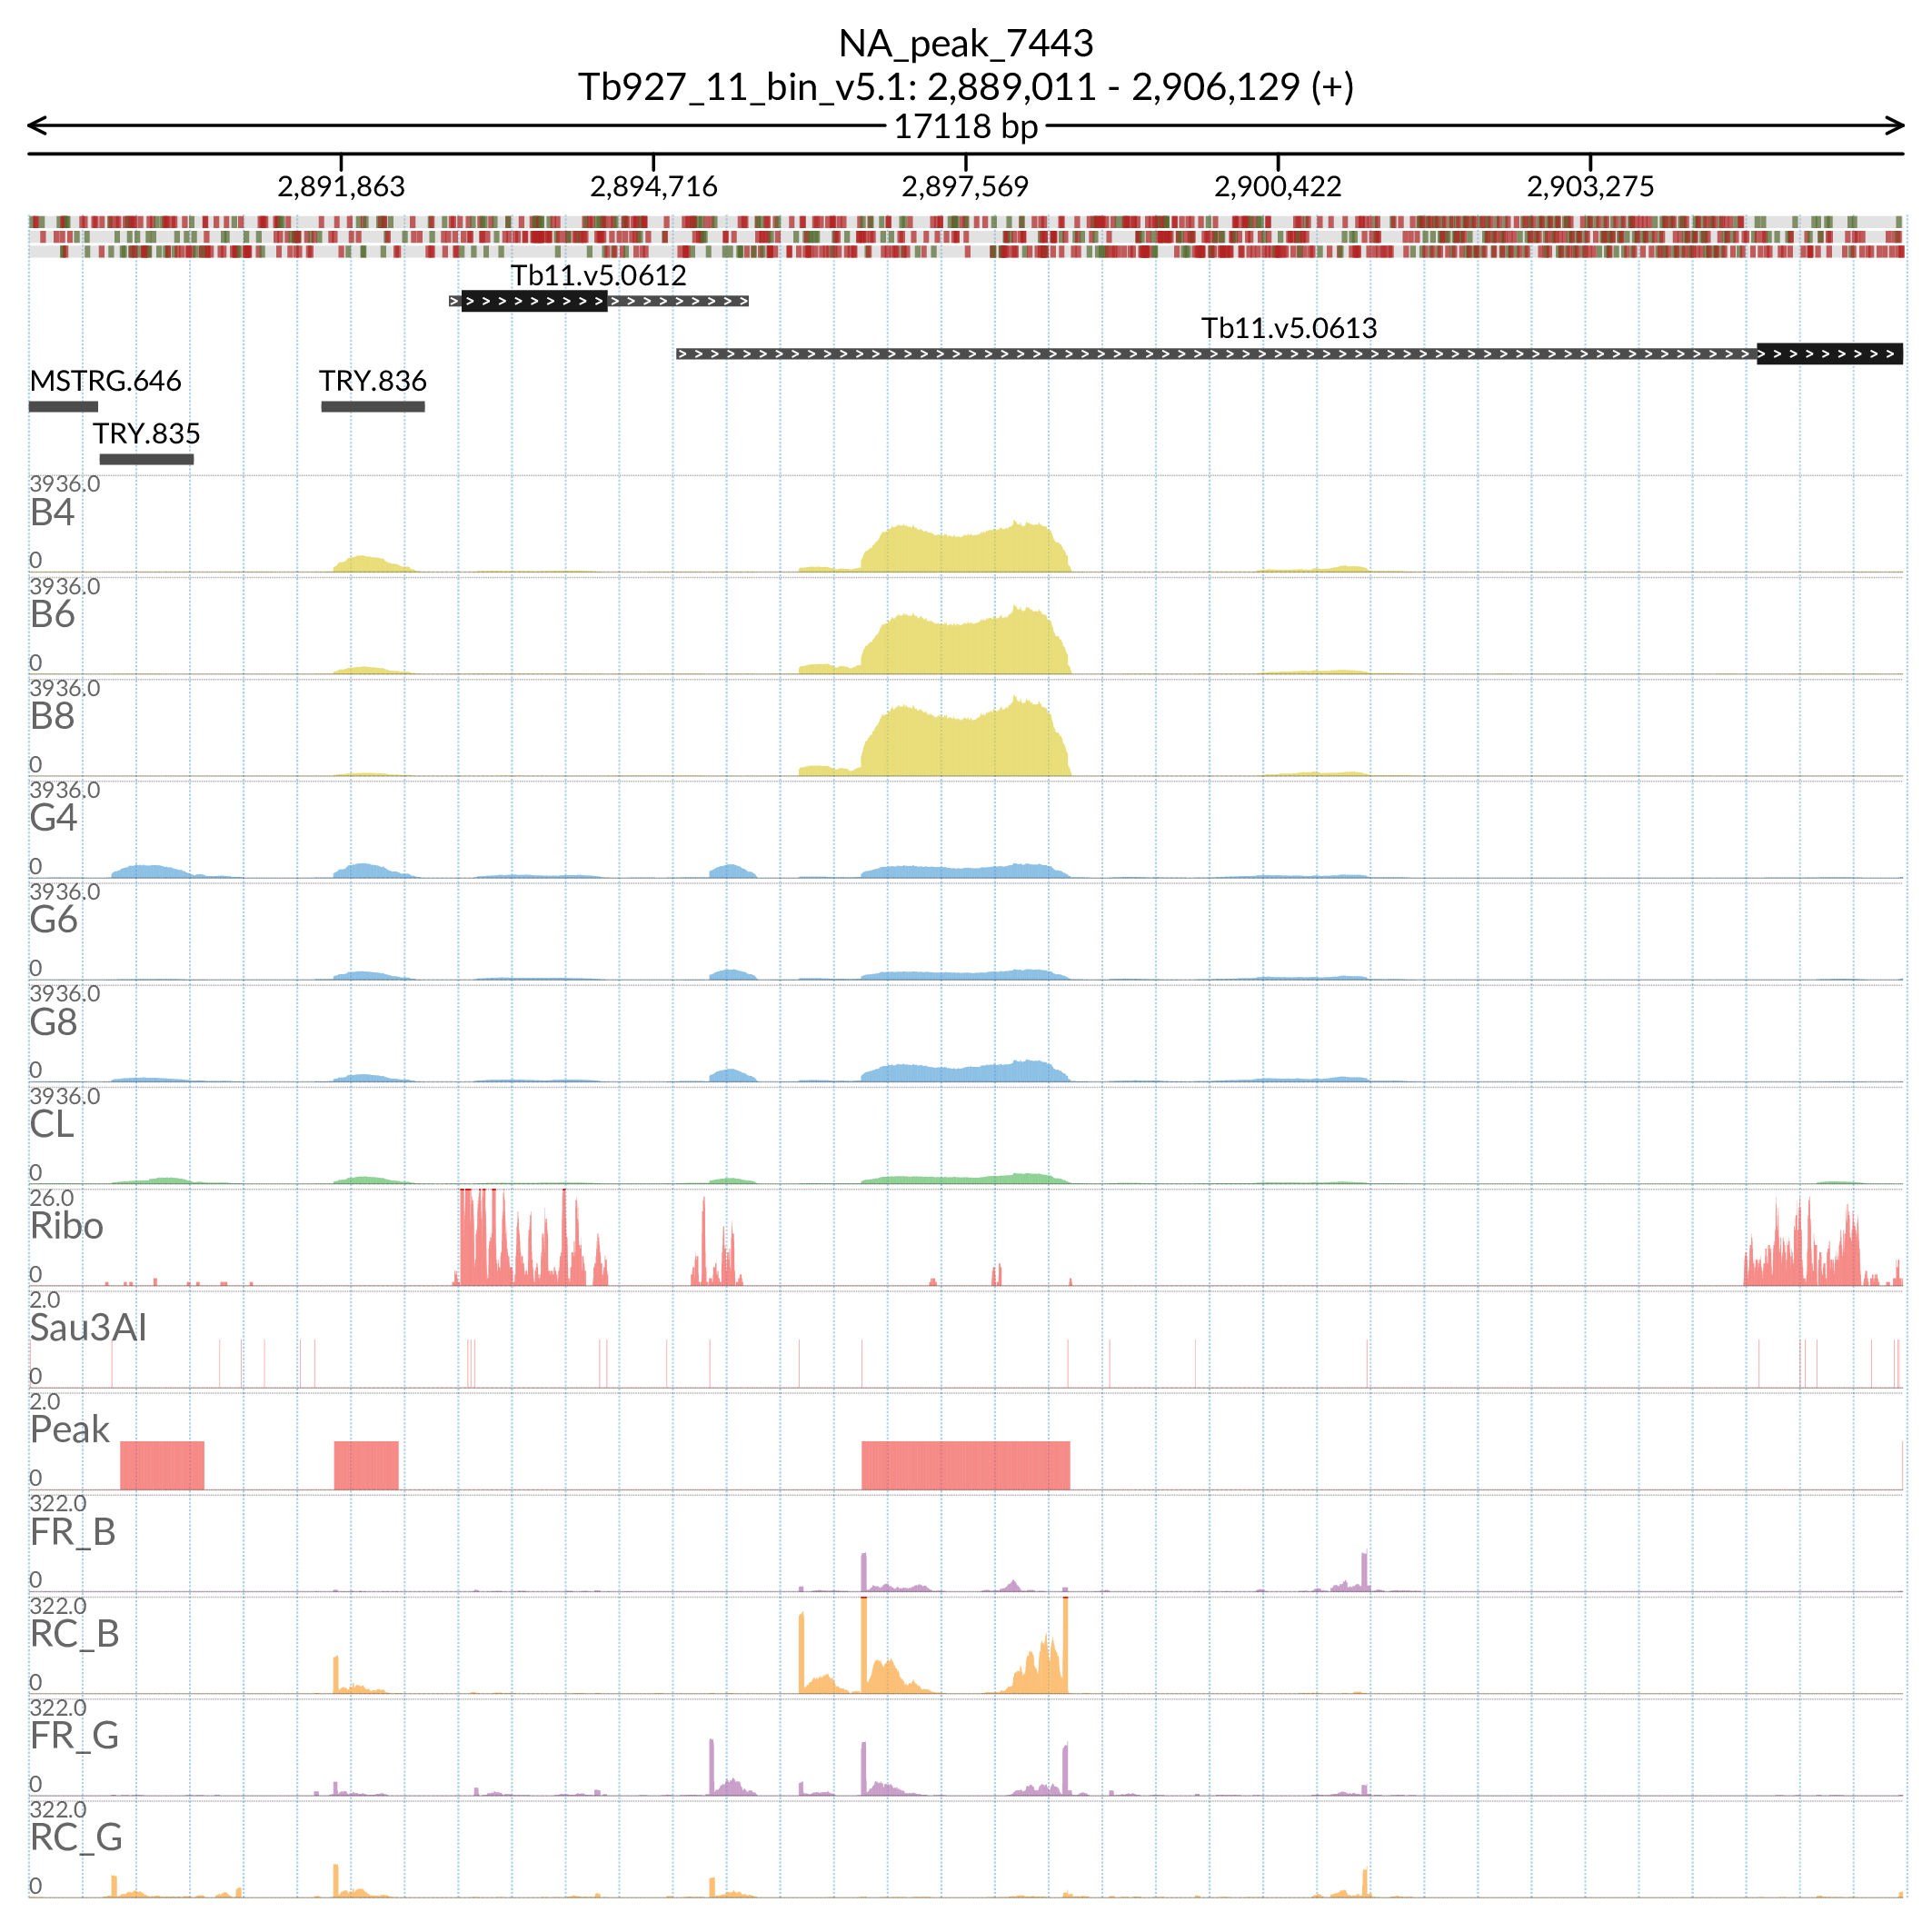 NA_peak_7443
Tb927_11_bin_v5.1: 2,889,011 - 2,906,129 (+)
17118 bp
2,891,863 2,894,716 2,897,569 2,900,422 2,903,275
Tb11.v5.0612
Tb11.v5.0613
MSTRG.646 TRY.836
TRY.835
3936.0
B4
0
3936.0
B6
0
3936.0
B8
0
3936.0
G4
0
3936.0
G6
0
3936.0
G8
0
3936.0
CL
0
26.0
Ribo
0
2.0
Sau3AI
0
2.0
Peak
0
322.0
FR_B
0
322.0
RC_B
0
322.0
FR_G
0
322.0
RC_G
0